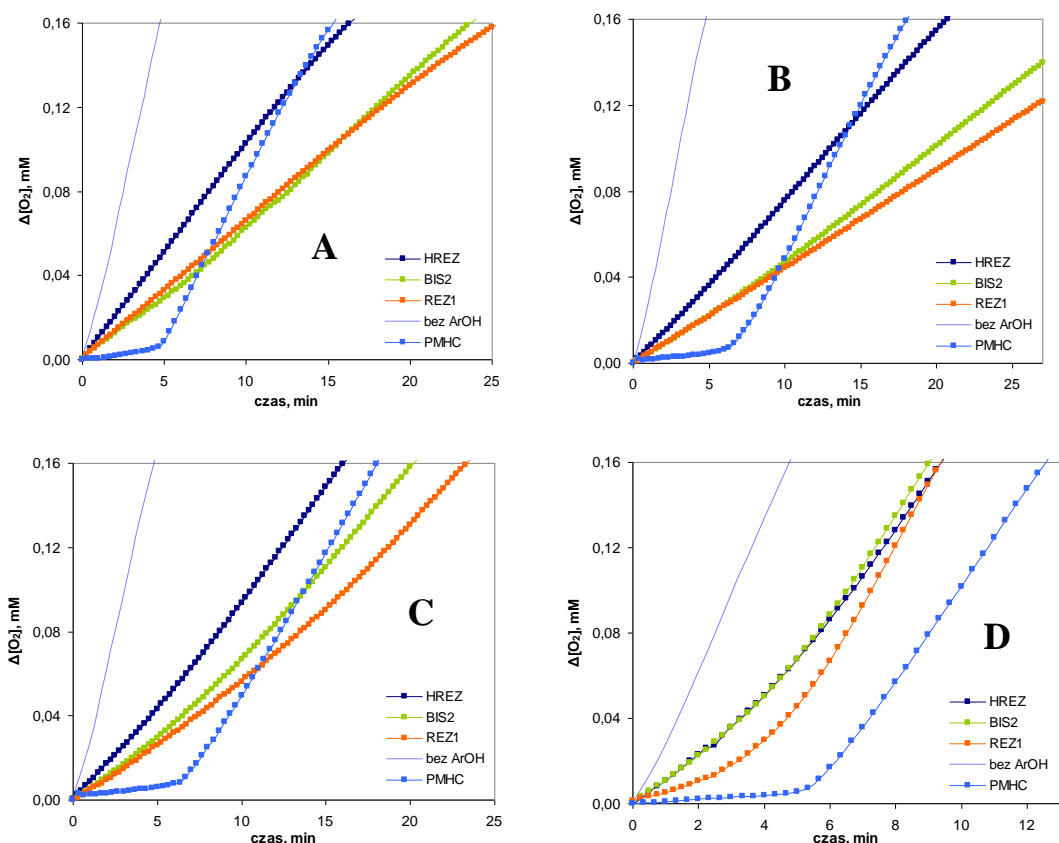 0,16
0,12
0,08
0,04
0,00
Δ[O₂], mM
A
HREZ
BIS2
REZ1
bez ArOH
PMHC
0 5 10 15 20 25
czas, min
0,16
0,12
0,08
0,04
0,00
Δ[O₂], mM
B
HREZ
BIS2
REZ1
bez ArOH
PMHC
0 5 10 15 20 25
czas, min
0,16
0,12
0,08
0,04
0,00
Δ[O₂], mM
C
HREZ
BIS2
REZ1
bez ArOH
PMHC
0 5 10 15 20 25
czas, min
0,16
0,12
0,08
0,04
0,00
Δ[O₂], mM
D
HREZ
BIS2
REZ1
bez ArOH
PMHC
0 2 4 6 8 10 12
czas, min